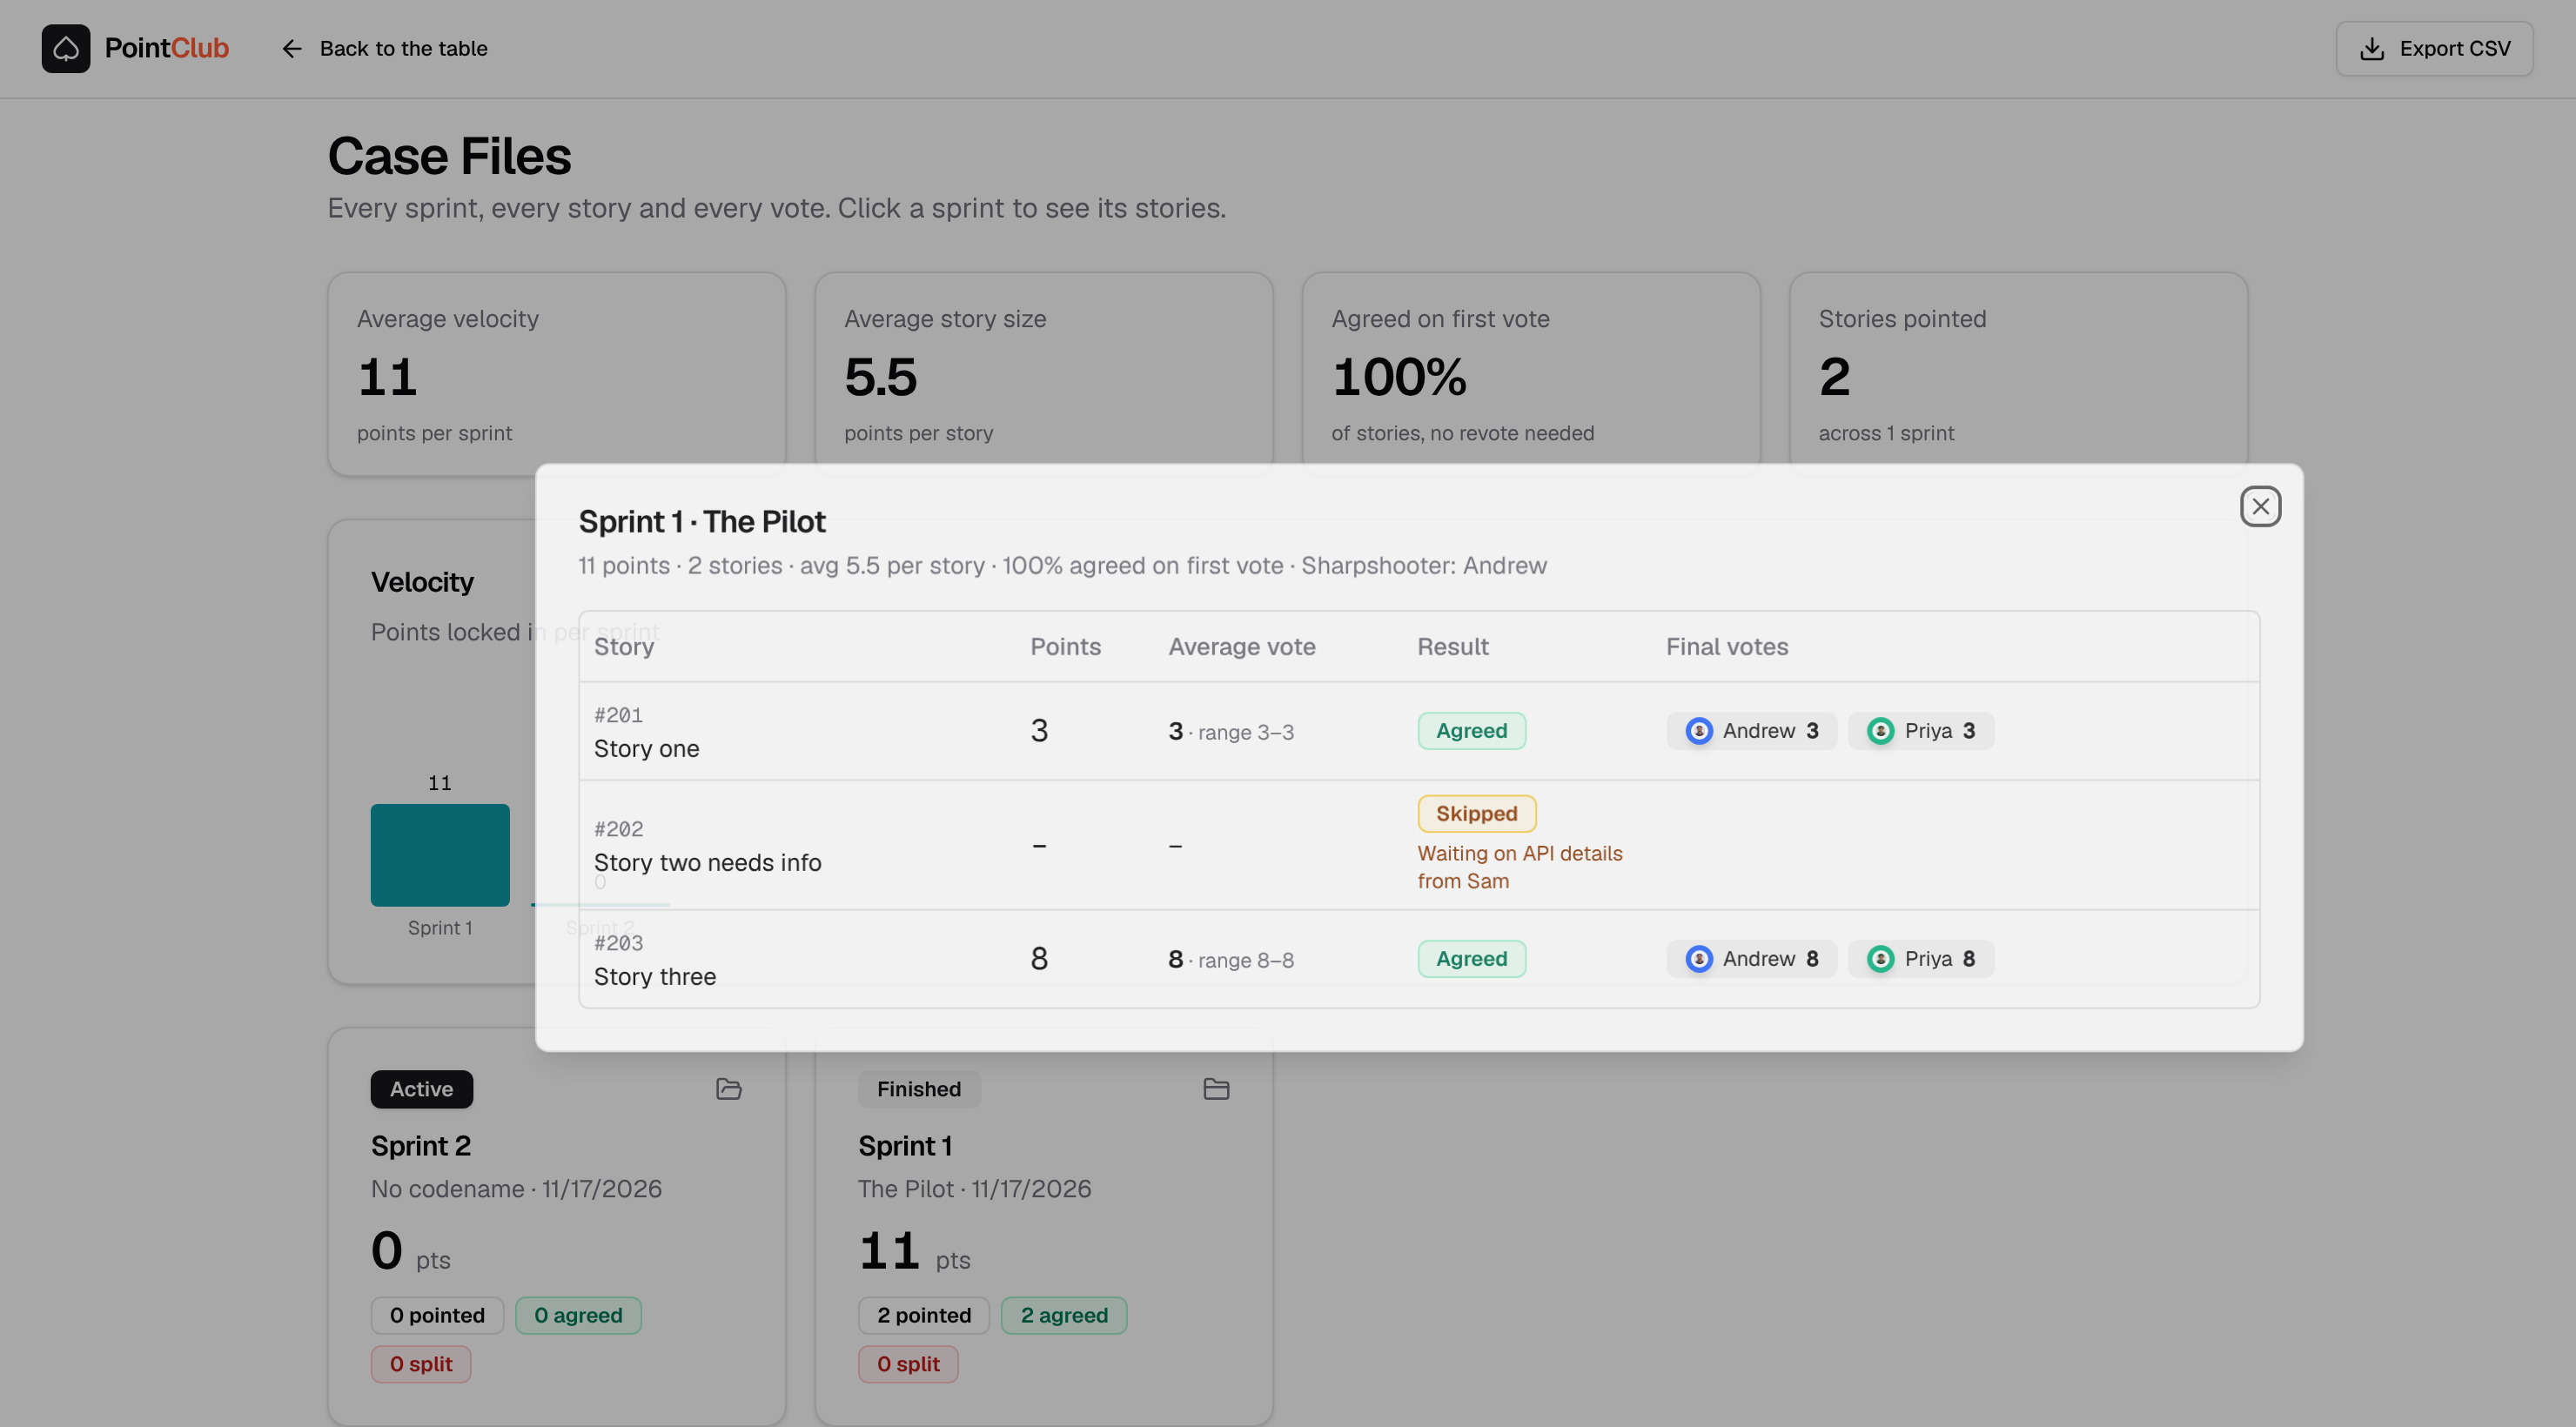 PointClub
Back to the table
Export CSV
Case Files
Every sprint, every story and every vote. Click a sprint to see its stories.
Average velocity
11
points per sprint
Average story size
5.5
points per story
Agreed on first vote
100%
of stories, no revote needed
Stories pointed
2
across 1 sprint
Velocity
Points locked in per sprint
11
Sprint 1
0
Sprint 2
Sprint 1 · The Pilot
11 points · 2 stories · avg 5.5 per story · 100% agreed on first vote · Sharpshooter: Andrew
Story Points Average vote Result Final votes
#201
Story one
3
3 · range 3–3
Agreed
Andrew 3 Priya 3
#202
Story two needs info
–
–
Skipped
Waiting on API details
from Sam
#203
Story three
8
8 · range 8–8
Agreed
Andrew 8 Priya 8
Active
Sprint 2
No codename · 11/17/2026
0 pts
0 pointed 0 agreed
0 split
Finished
Sprint 1
The Pilot · 11/17/2026
11 pts
2 pointed 2 agreed
0 split